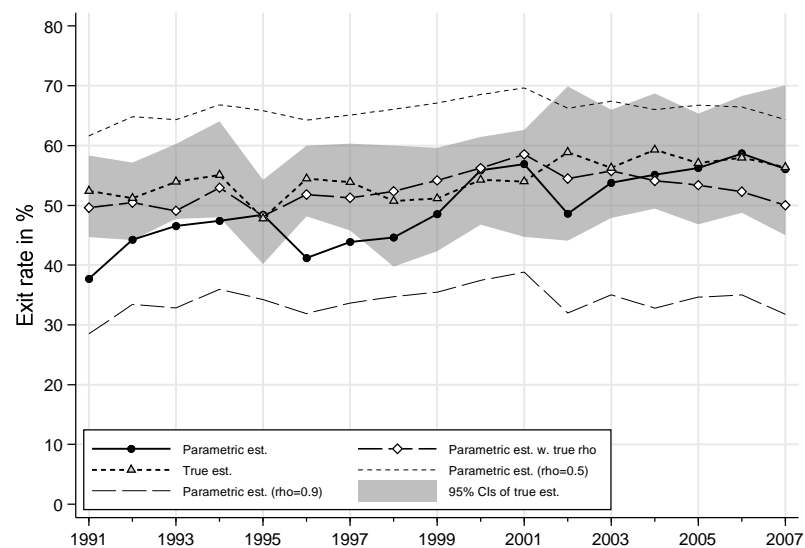 80
70
60
50
40
30
20
10
0
Exit rate in %
Parametric est.
Parametric est. w. true rho
True est.
Parametric est. (rho=0.5)
Parametric est. (rho=0.9)
95% CIs of true est.
1991 1993 1995 1997 1999 2001 2003 2005 2007